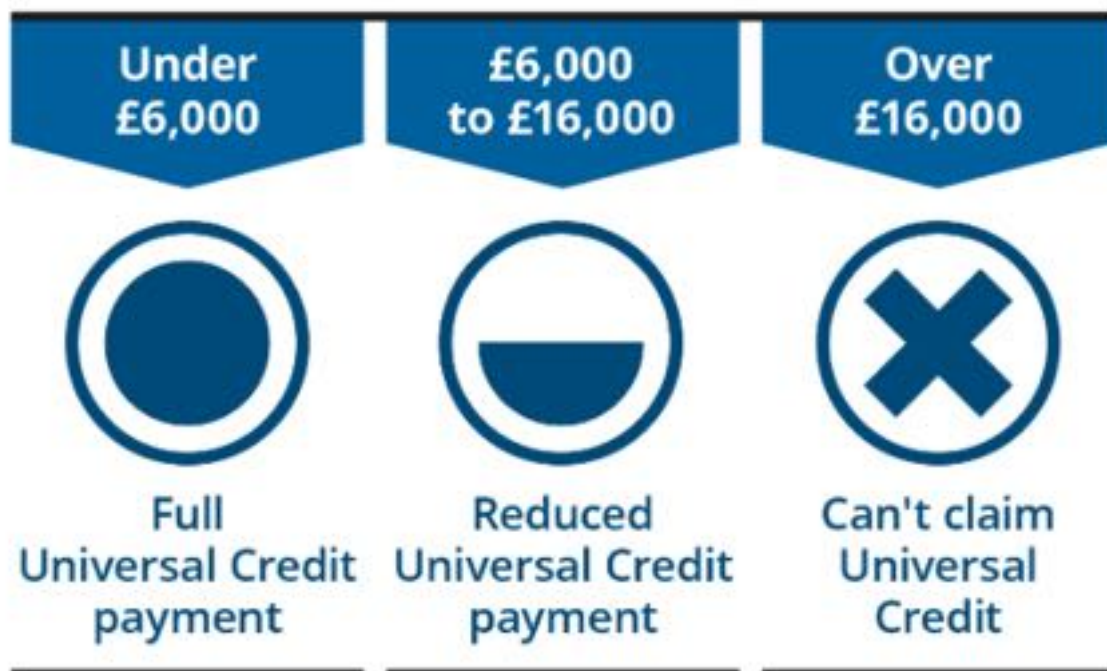 Under
£6,000
£6,000
to £16,000
Over
£16,000
Full
Universal Credit
payment
Reduced
Universal Credit
payment
Can't claim
Universal
Credit